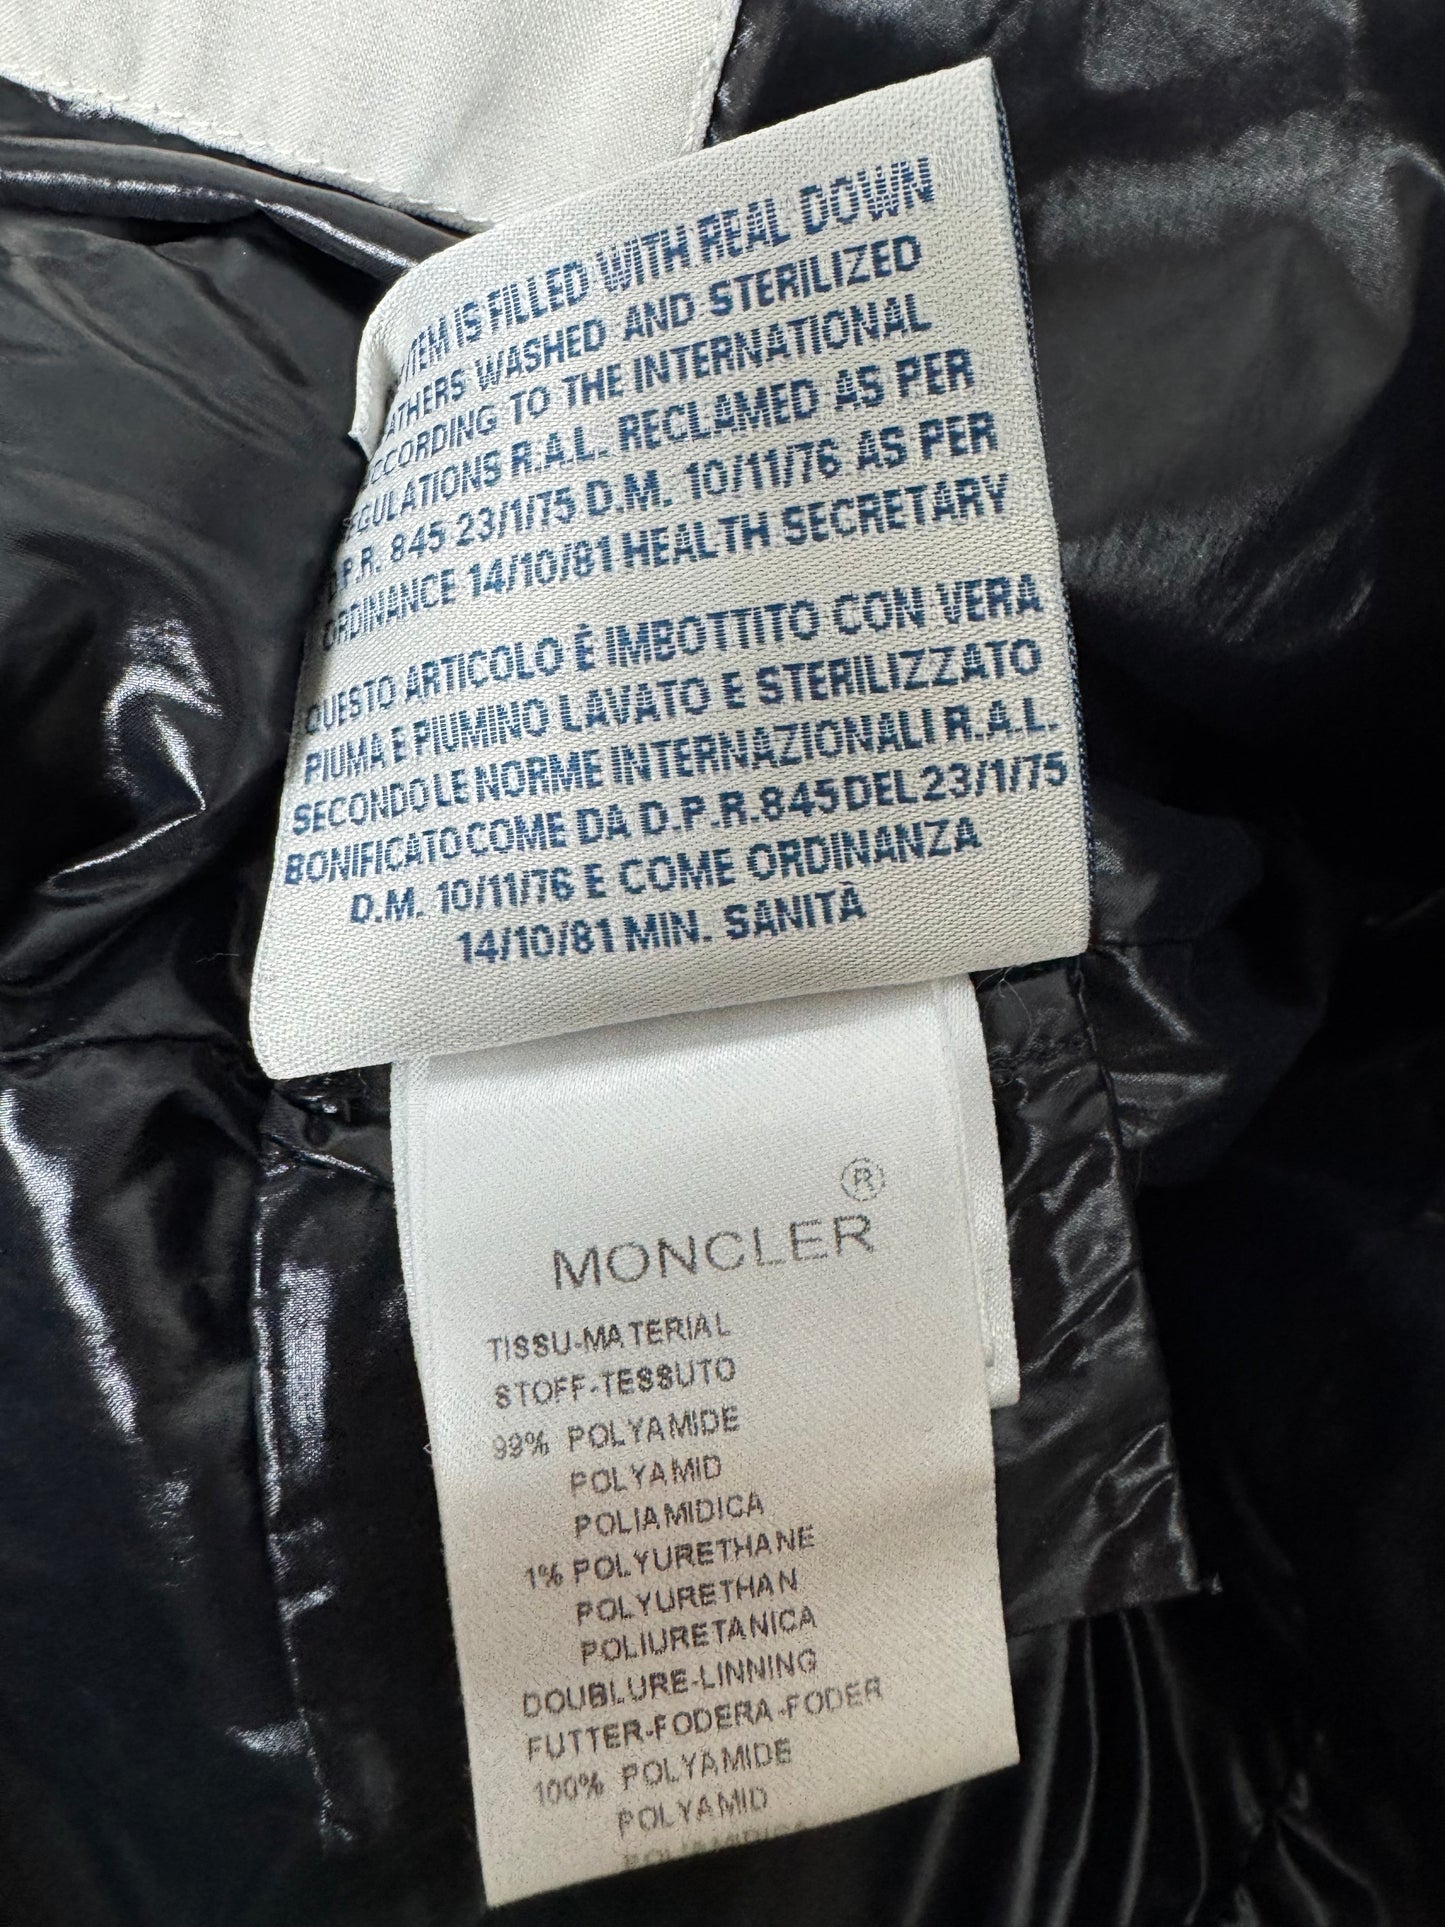 ITEM IS FILLED WITH REAL DOWN
WASHED AND STERILIZED
ACCORDING TO THE INTERNATIONAL
REGULATIONS R.A.L. RECLAMED AS PER
D.P.R. 845 23/1/75 D.M. 10/11/76 AS PER
ORDINANCE 14/10/81 HEALTH SECRETARY
QUESTO ARTICOLO È IMBOTTITO CON VERA
PIUMA E PIUMINO LAVATO E STERILIZZATO
SECONDO LE NORME INTERNAZIONALI R.A.L.
BONIFICATO COME DA D.P.R. 845 DEL 23/1/75
D.M. 10/11/76 E COME ORDINANZA
14/10/81 MIN. SANITÀ
®
MONCLER
TISSU-MATERIAL
STOFF-TESSUTO
99% POLYAMIDE
POLYAMID
POLIAMIDICA
1% POLYURETHANE
POLYURETHAN
POLIURETANICA
DOUBLURE-LINNING
FUTTER-FODERA-FODER
100% POLYAMIDE
POLYAMID